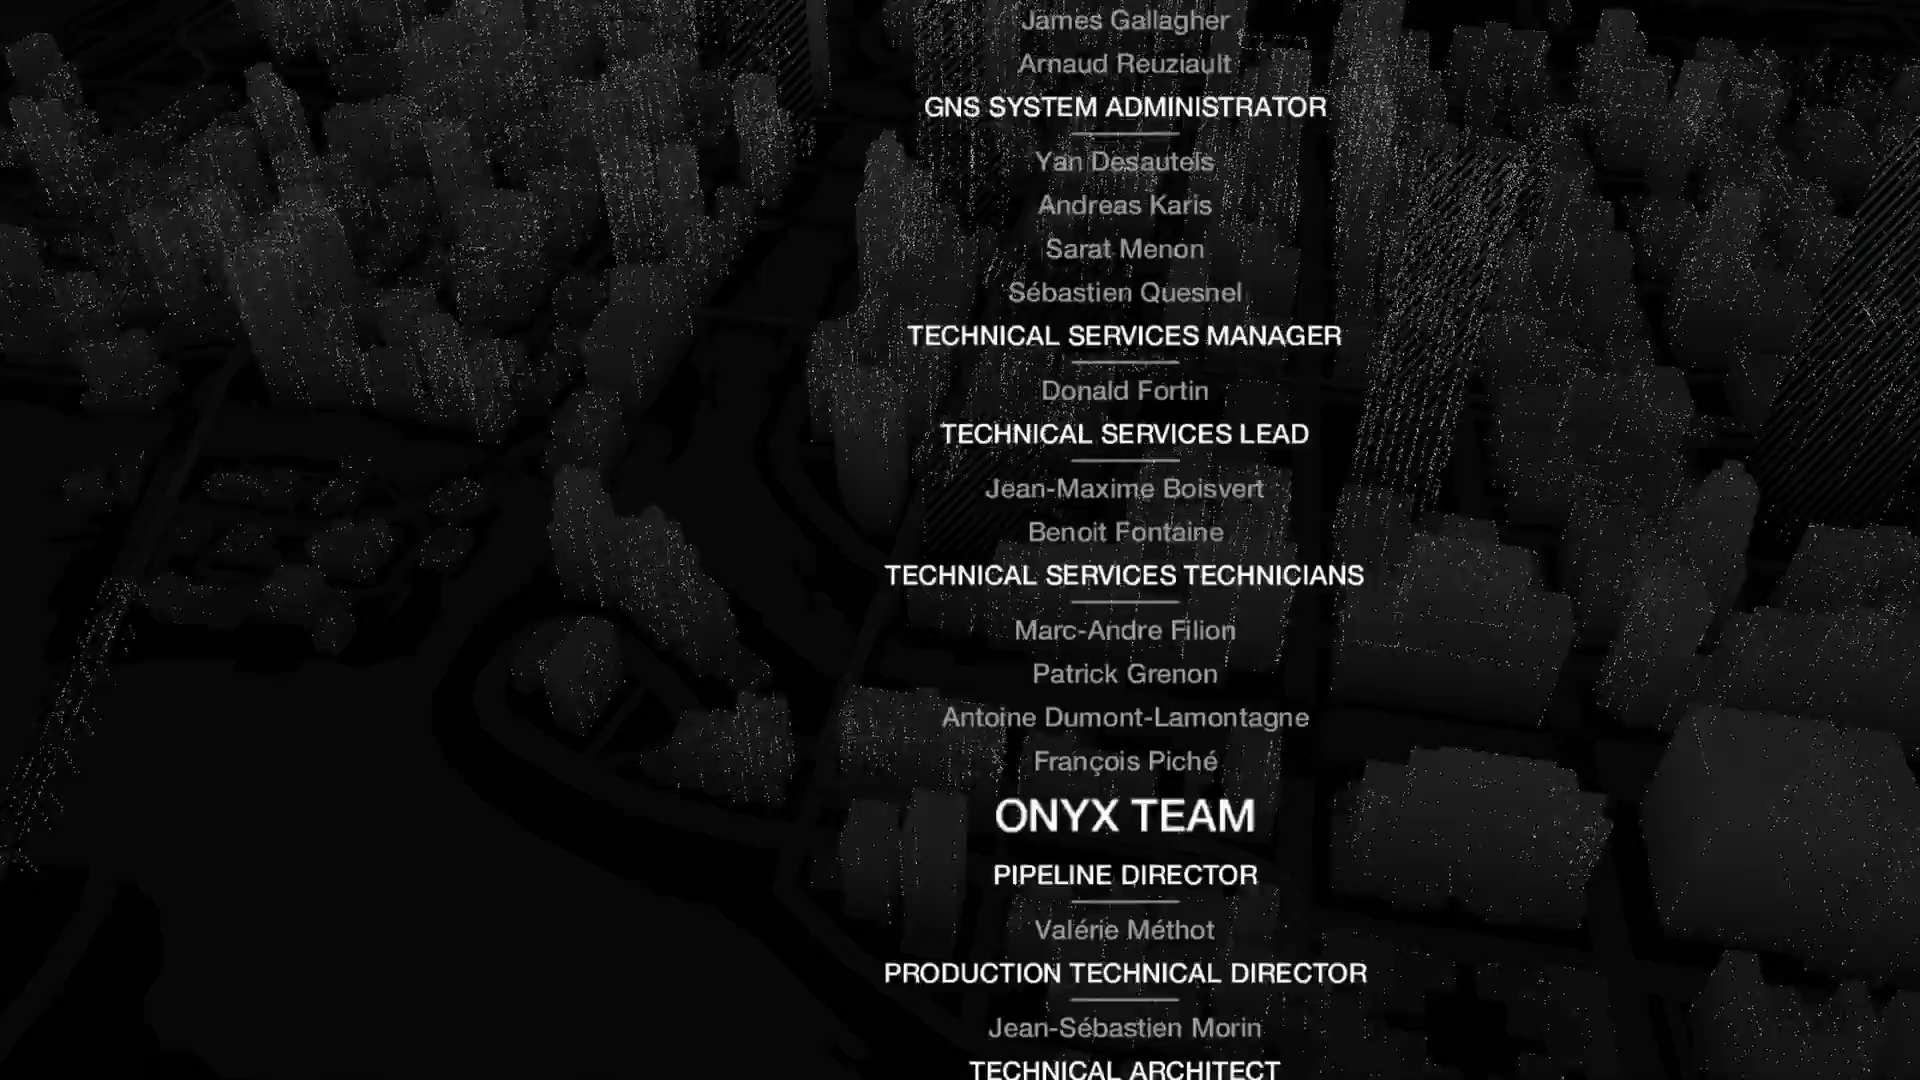 James Gallagher
Arnaud Reuziault
GNS SYSTEM ADMINISTRATOR
Yan Desautels
Andreas Karis
Sarat Menon
Sébastien Quesnel
TECHNICAL SERVICES MANAGER
Donald Fortin
TECHNICAL SERVICES LEAD
Jean-Maxime Boisvert
Benoit Fontaine
TECHNICAL SERVICES TECHNICIANS
Marc-Andre Filion
Patrick Grenon
Antoine Dumont-Lamontagne
François Piché
ONYX TEAM
PIPELINE DIRECTOR
Valérie Méthot
PRODUCTION TECHNICAL DIRECTOR
Jean-Sébastien Morin
TECHNICAL ARCHITECT